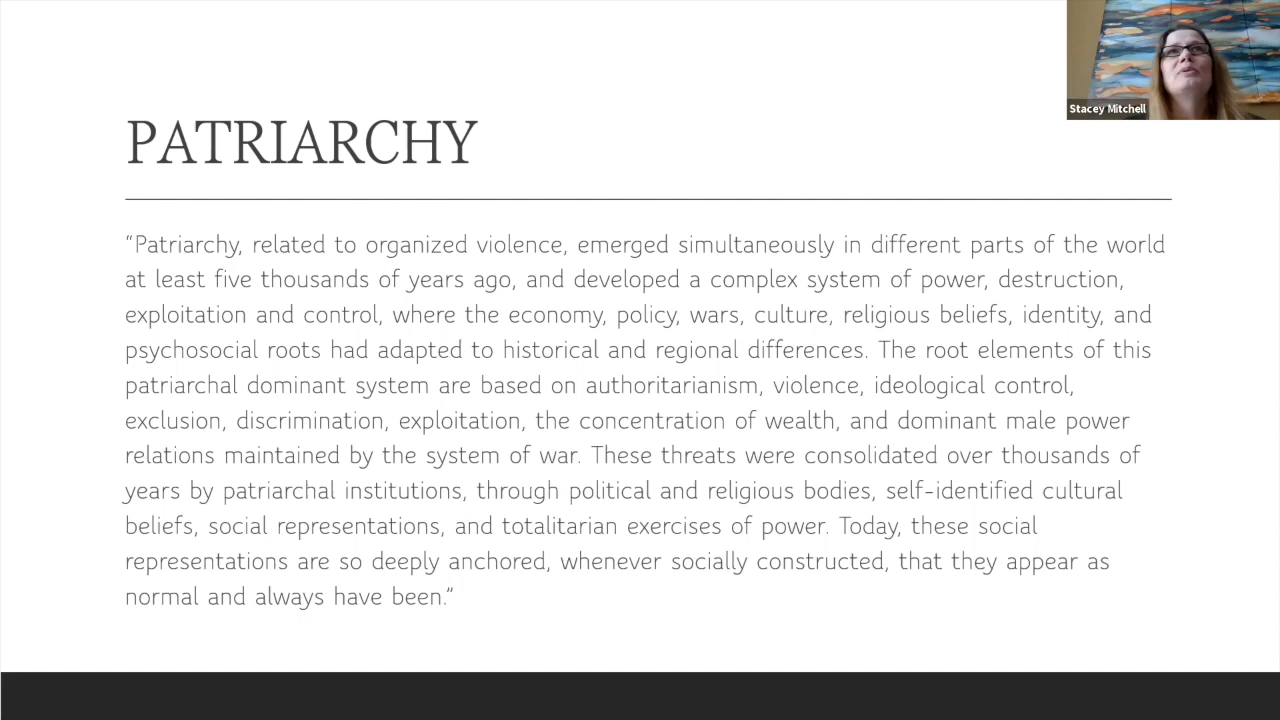 Stacey Mitchell
PATRIARCHY
“Patriarchy, related to organized violence, emerged simultaneously in different parts of the world
at least five thousands of years ago, and developed a complex system of power, destruction,
exploitation and control, where the economy, policy, wars, culture, religious beliefs, identity, and
psychosocial roots had adapted to historical and regional differences. The root elements of this
patriarchal dominant system are based on authoritarianism, violence, ideological control,
exclusion, discrimination, exploitation, the concentration of wealth, and dominant male power
relations maintained by the system of war. These threats were consolidated over thousands of
years by patriarchal institutions, through political and religious bodies, self-identified cultural
beliefs, social representations, and totalitarian exercises of power. Today, these social
representations are so deeply anchored, whenever socially constructed, that they appear as
normal and always have been.”